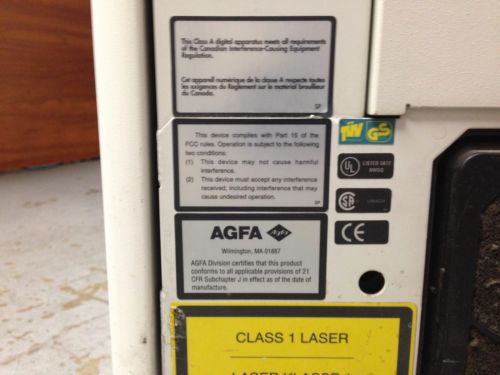 This Class A digital apparatus meets all requirements
of the Canadian Interference-Causing Equipment
Regulation.
Cet appareil numérique de la classe A respecte toutes
les exigences du Règlement sur le matériel brouilleur
du Canada.
SP
This device complies with Part 15 of the
FCC rules. Operation is subject to the following
two conditions:
(1) This device may not cause harmful
interference.
(2) This device must accept any interference
received, including interference that may
cause undesired operation.
SP
TÜV GS
UL LISTED
CE
AGFA
Wilmington, MA 01887
AGFA Division certifies that this product
conforms to all applicable provisions of 21
CFR Subchapter J in effect as of the date of
manufacture.
CLASS 1 LASER